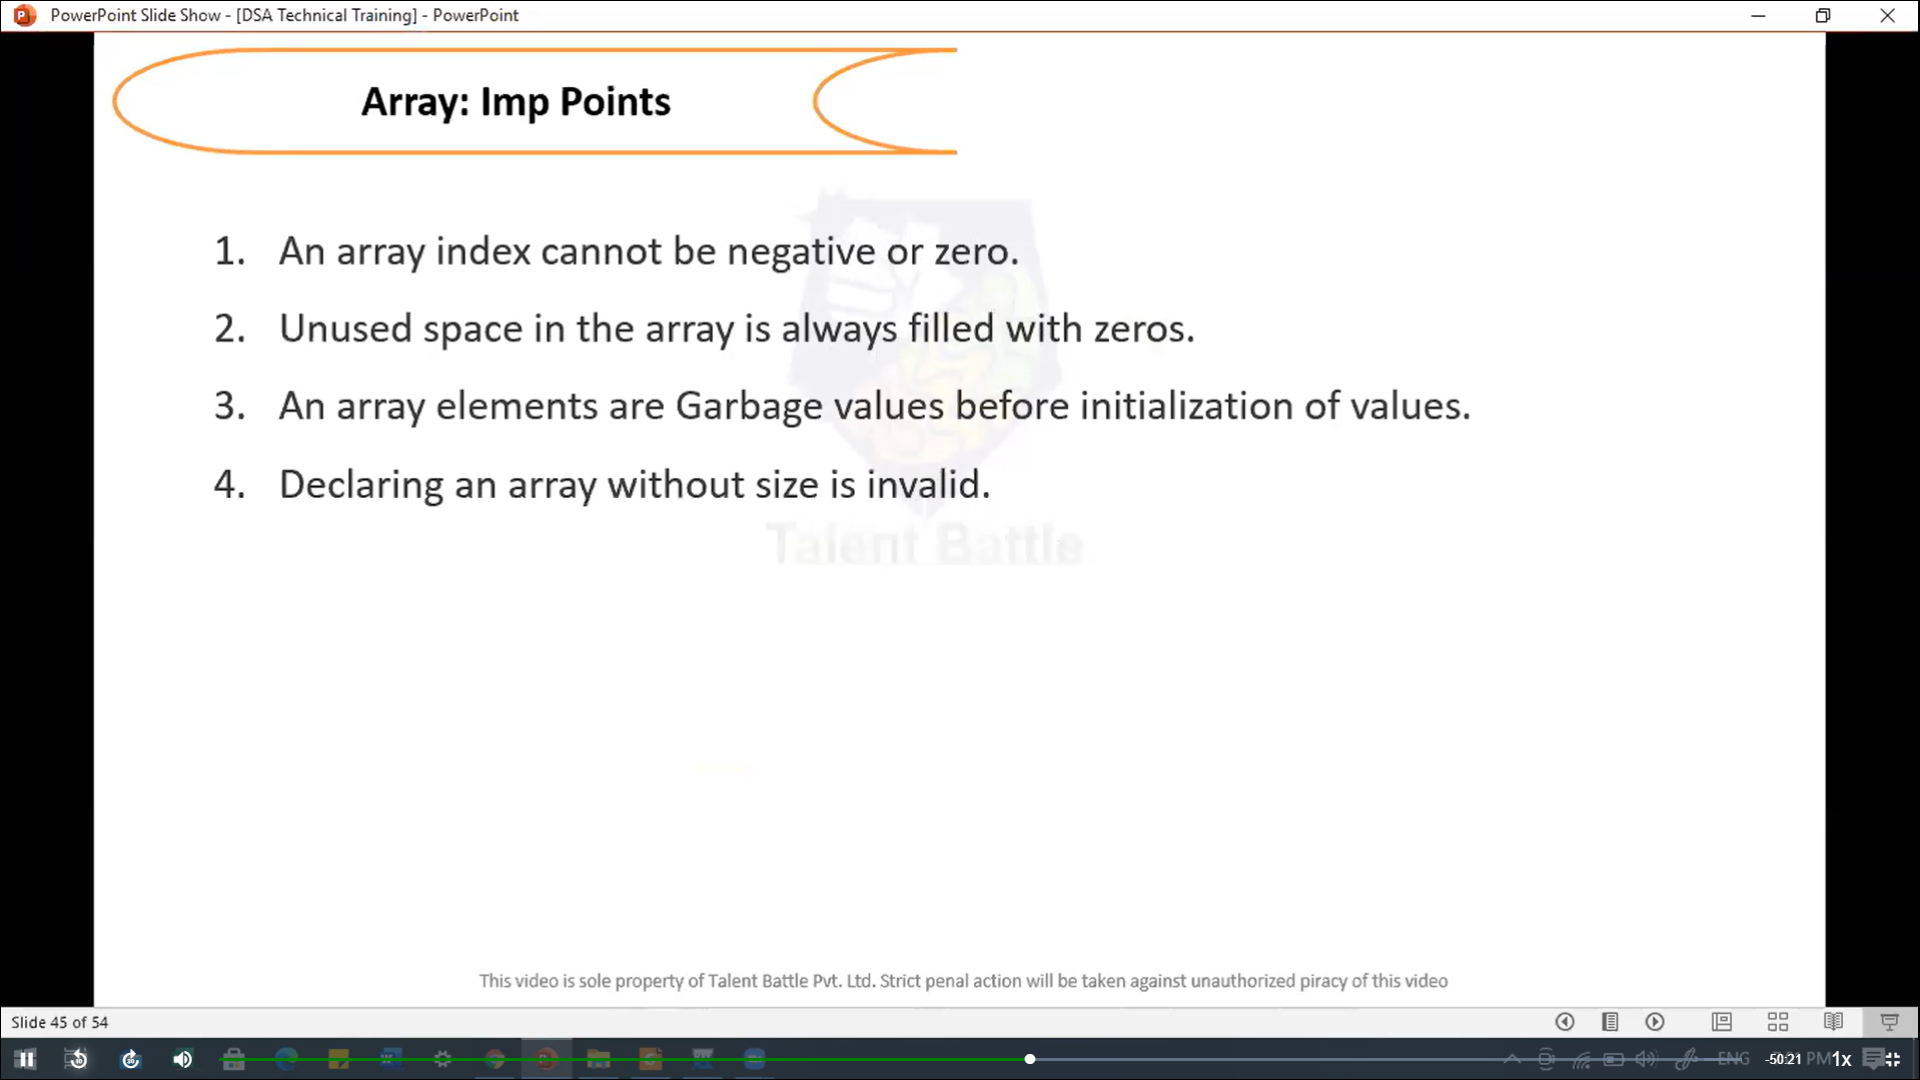 PowerPoint Slide Show - [DSA Technical Training] - PowerPoint
Array: Imp Points
1. An array index cannot be negative or zero.
2. Unused space in the array is always filled with zeros.
3. An array elements are Garbage values before initialization of values.
4. Declaring an array without size is invalid.
Talent Battle
This video is sole property of Talent Battle Pvt. Ltd. Strict penal action will be taken against unauthorized piracy of this video
Slide 45 of 54
ENG PM -50:21 1x